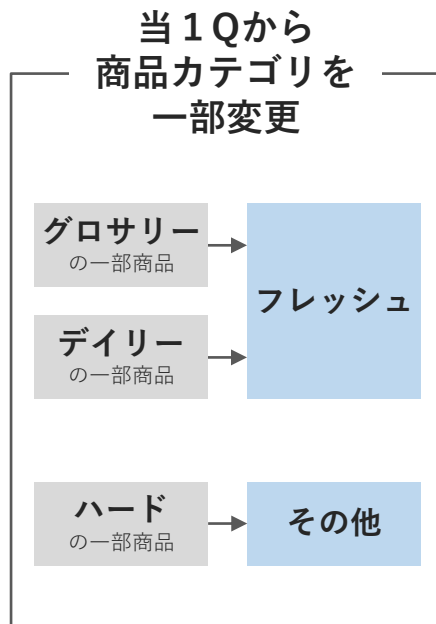 当１Qから
商品カテゴリを
一部変更
グロサリー
の一部商品
フレッシュ
デイリー
の一部商品
ハード
の一部商品
その他